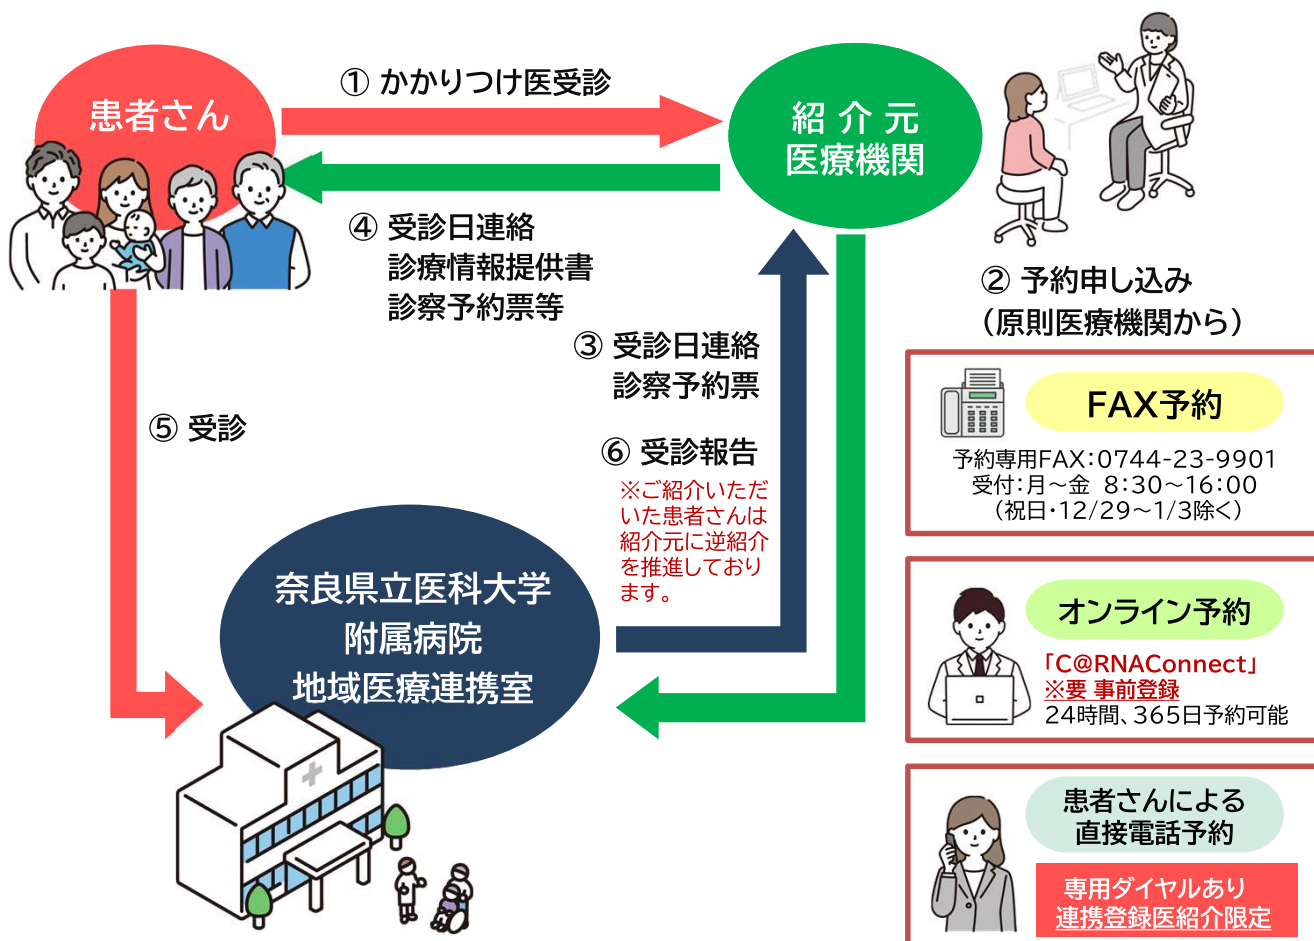 患者さん
① かかりつけ医受診
紹介元
医療機関
④ 受診日連絡
診療情報提供書
診察予約票等
② 予約申し込み
（原則医療機関から）
③ 受診日連絡
診察予約票
⑤ 受診
⑥ 受診報告
※ご紹介いただ
いた患者さんは
紹介元に逆紹介
を推進しており
ます。
奈良県立医科大学
附属病院
地域医療連携室
FAX予約
予約専用FAX：0744-23-9901
受付：月～金 8：30～16：00
（祝日・12/29～1/3除く）
オンライン予約
「C@RNAConnect」
※要 事前登録
24時間、365日予約可能
患者さんによる
直接電話予約
専用ダイヤルあり
連携登録医紹介限定